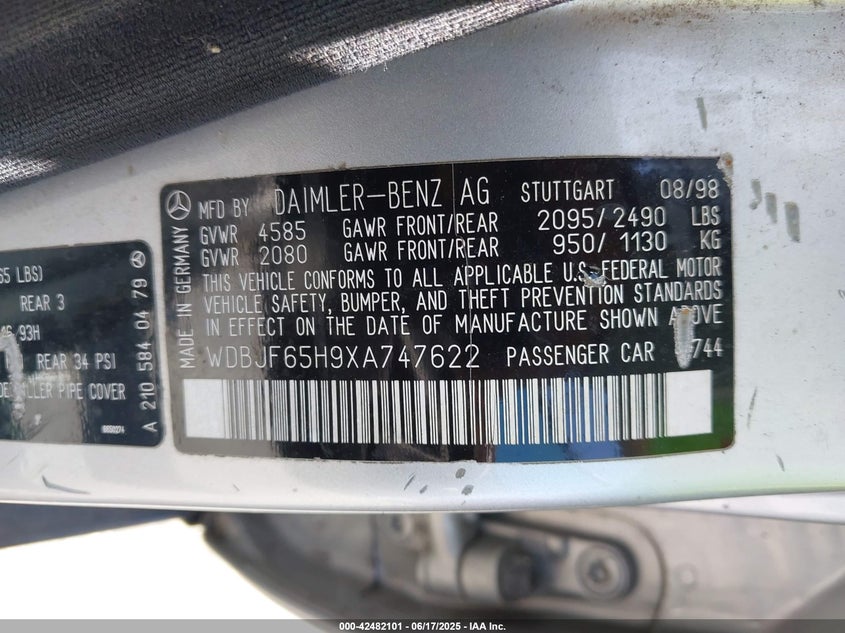 MFD BY DAIMLER-BENZ AG STUTTGART 08/98
GVWR 4585 GAWR FRONT/REAR 2095/2490 LBS
GVWR 2080 GAWR FRONT/REAR 950/1130 KG
THIS VEHICLE CONFORMS TO ALL APPLICABLE U.S. FEDERAL MOTOR
VEHICLE SAFETY, BUMPER, AND THEFT PREVENTION STANDARDS
IN EFFECT ON THE DATE OF MANUFACTURE SHOWN ABOVE
WDBJF65H9XA747622 PASSENGER CAR 744
MADE IN GERMANY
LBS)
REAR 3
93H
REAR 34 PSI
PIPE COVER
A 210 584 04 79
000-42482101 - 06/17/2025 - IAA Inc.